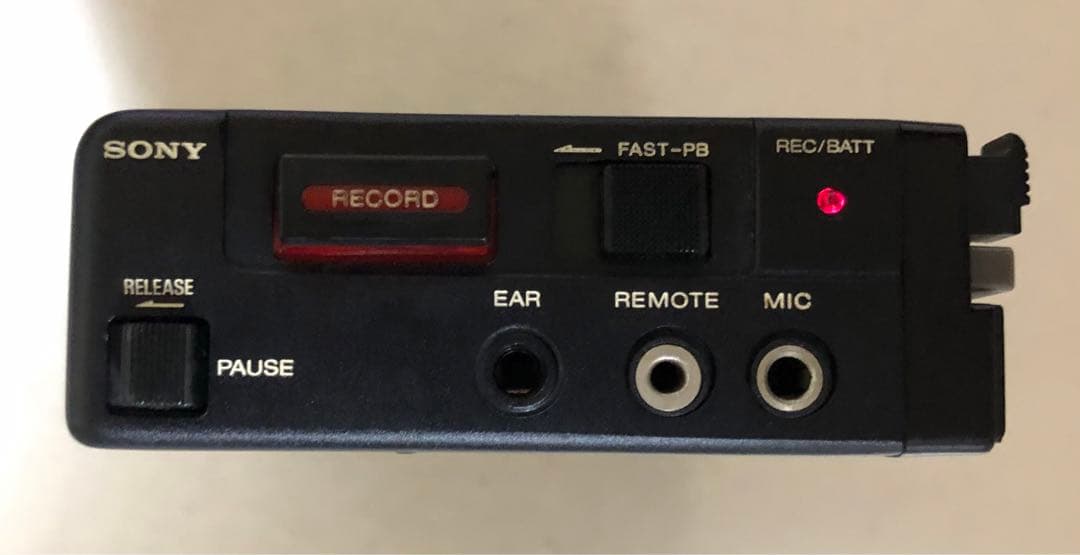 SONY
RECORD
FAST-PB
REC/BATT
RELEASE
PAUSE
EAR
REMOTE
MIC